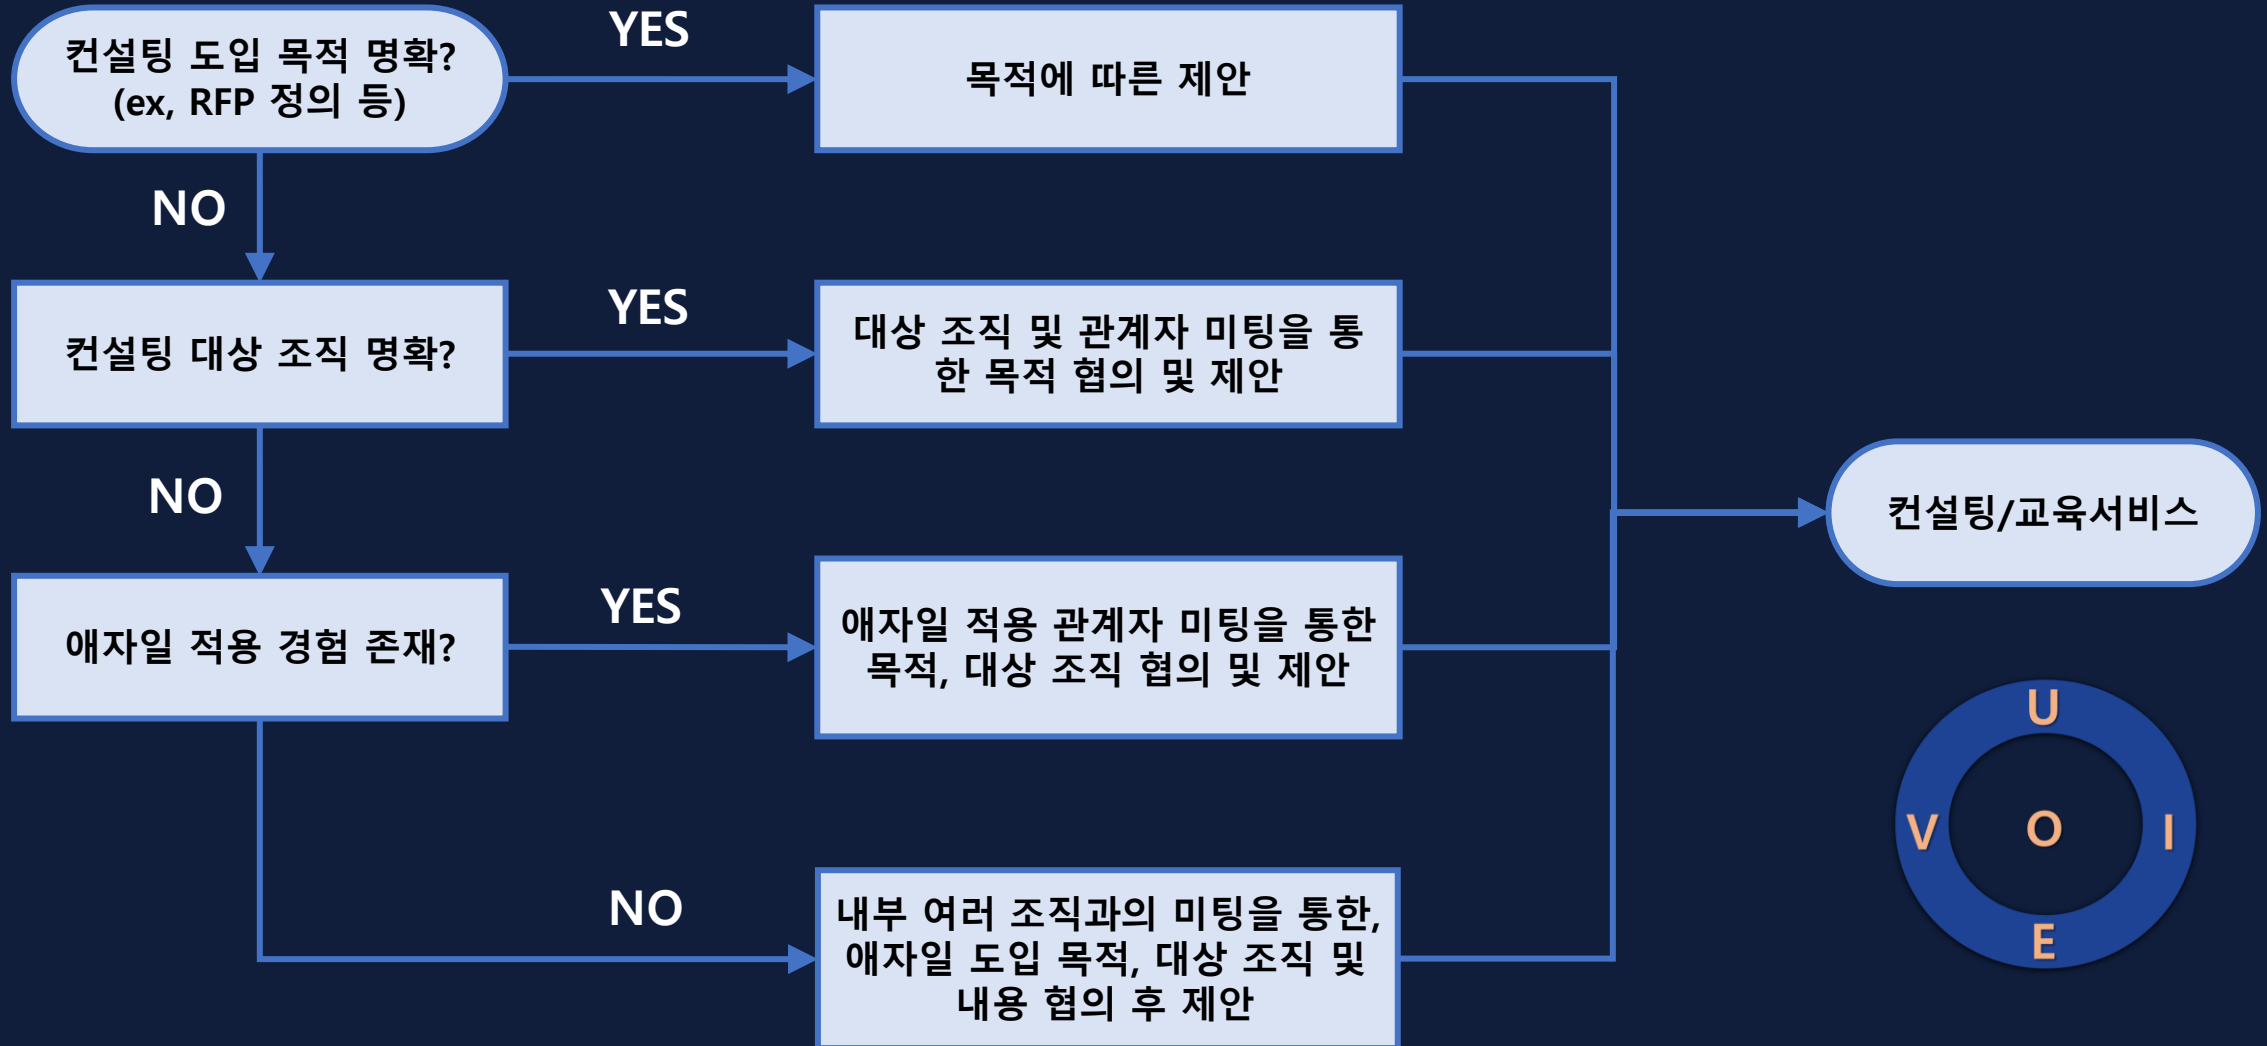 컨설팅 도입 목적 명확?
(ex, RFP 정의 등)
YES
목적에 따른 제안
NO
컨설팅 대상 조직 명확?
YES
대상 조직 및 관계자 미팅을 통
한 목적 협의 및 제안
NO
컨설팅/교육서비스
애자일 적용 경험 존재?
YES
애자일 적용 관계자 미팅을 통한
목적, 대상 조직 협의 및 제안
NO
내부 여러 조직과의 미팅을 통한,
애자일 도입 목적, 대상 조직 및
내용 협의 후 제안
U
V O I
E